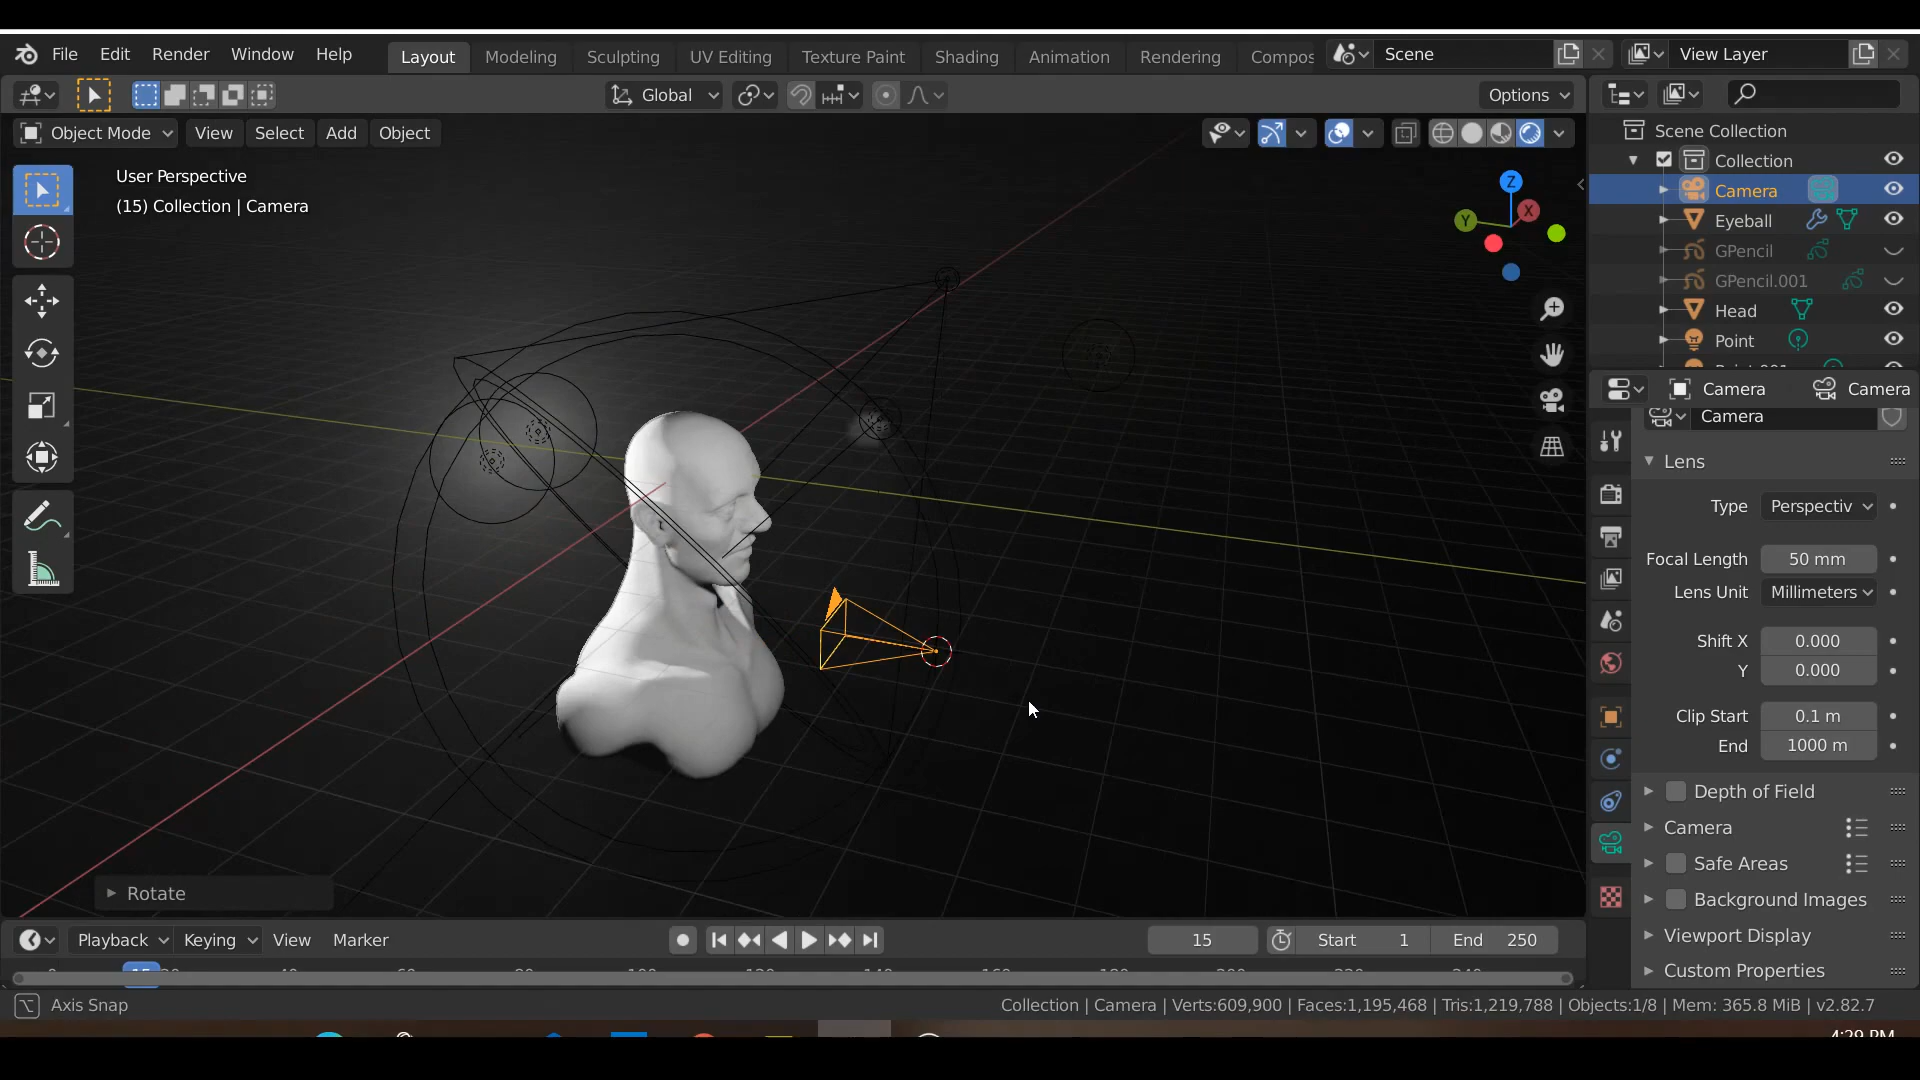 File Edit Render Window Help Layout Modeling Sculpting UV Editing Texture Paint Shading Animation Rendering Compos Scene View Layer
Global Options
Object Mode View Select Add Object
User Perspective
(15) Collection | Camera
Z
Y
X
Scene Collection
Collection
Camera
Eyeball
GPencil
GPencil.001
Head
Point
Camera Camera
Camera
Lens
Type Perspectiv
Focal Length 50 mm
Lens Unit Millimeters
Shift X 0.000
Y 0.000
Clip Start 0.1 m
End 1000 m
Depth of Field
Camera
Safe Areas
Background Images
Viewport Display
Custom Properties
Rotate
Playback Keying View Marker 15 Start 1 End 250
Axis Snap Collection | Camera | Verts:609,900 | Faces:1,195,468 | Tris:1,219,788 | Objects:1/8 | Mem: 365.8 MiB | v2.82.7
4:29 PM